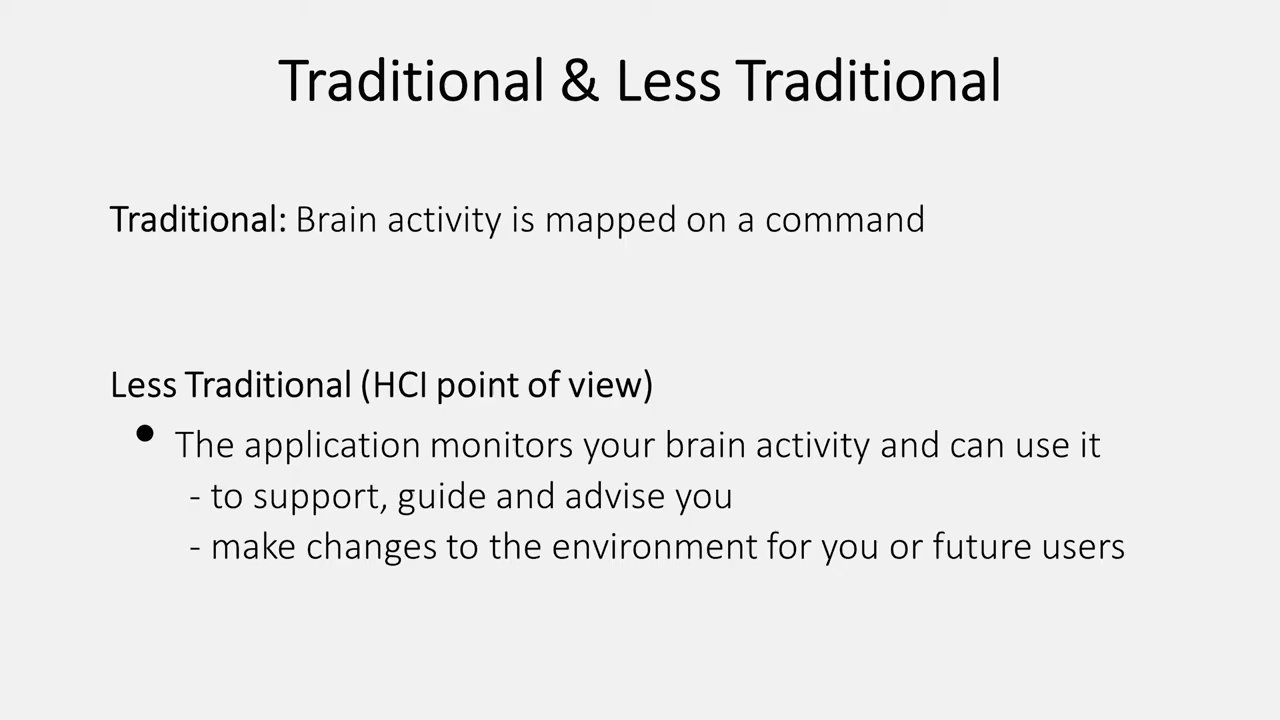 Traditional & Less Traditional
Traditional: Brain activity is mapped on a command
Less Traditional (HCI point of view)
• The application monitors your brain activity and can use it
- to support, guide and advise you
- make changes to the environment for you or future users